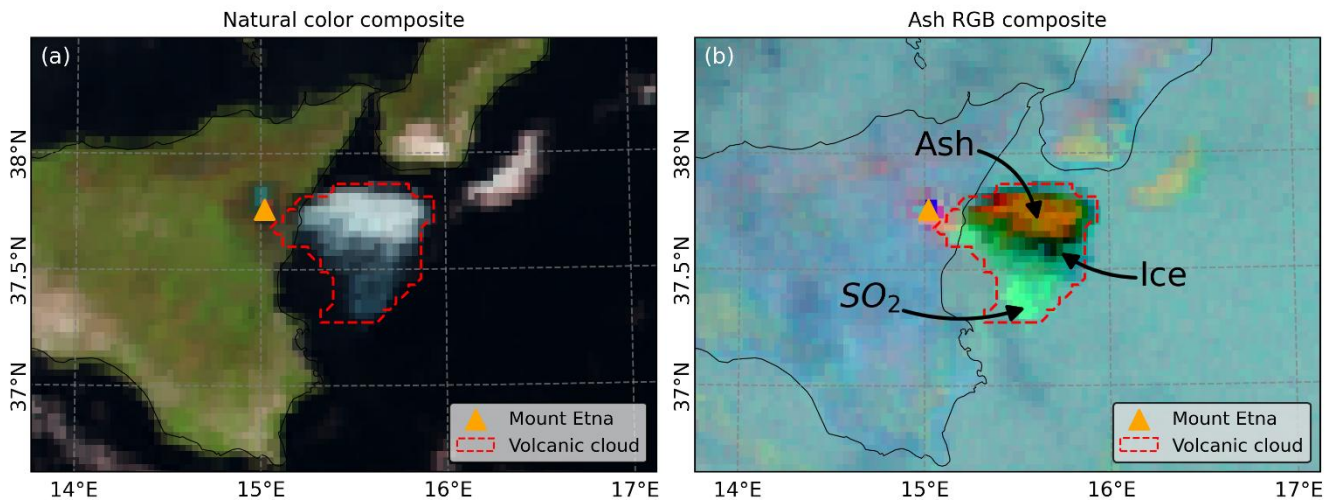 Natural color composite
(a)
38°N
37.5°N
37°N
14°E
15°E
16°E
17°E
Mount Etna
Volcanic cloud
Ash RGB composite
(b)
Ash
Ice
SO₂
38°N
37.5°N
37°N
14°E
15°E
16°E
17°E
Mount Etna
Volcanic cloud